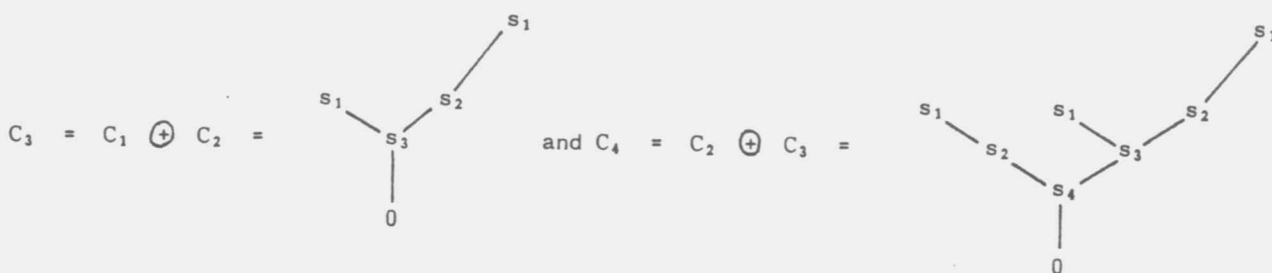 S₁
S₁
S₁ S₂ S₁ S₁ S₂
C₃ = C₁ ⊕ C₂ = S₃ and C₄ = C₂ ⊕ C₃ = S₂ S₃
S₄
0
0